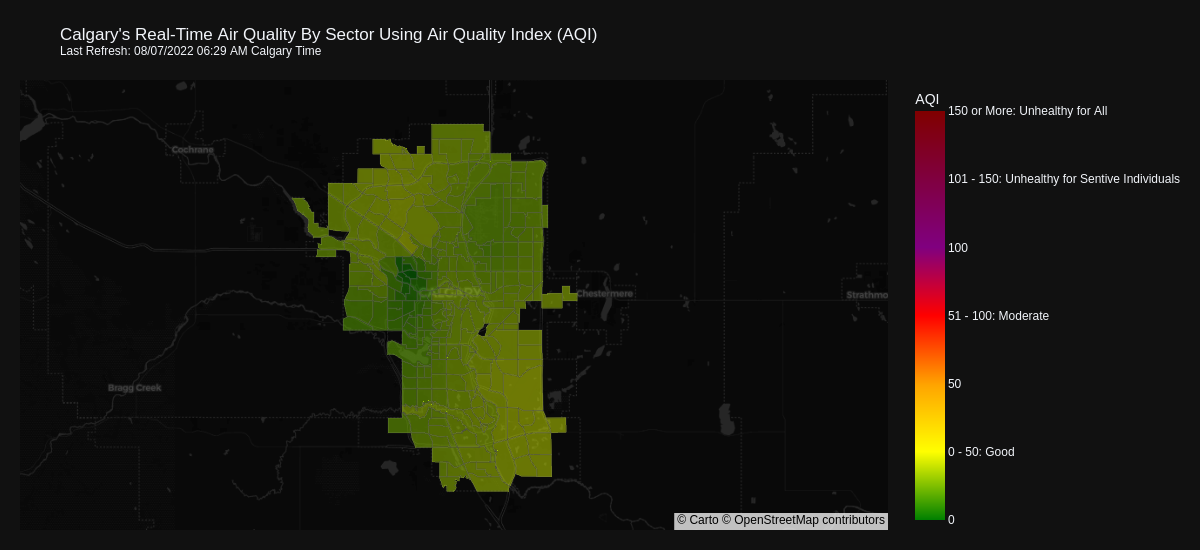 Calgary's Real-Time Air Quality By Sector Using Air Quality Index (AQI)
Last Refresh: 08/07/2022 06:29 AM Calgary Time
AQI
150 or More: Unhealthy for All
Cochrane
101 - 150: Unhealthy for Sentive Individuals
100
CALGARY
Chestermere
Strathmo
51 - 100: Moderate
Bragg Creek
50
0 - 50: Good
0
© Carto © OpenStreetMap contributors